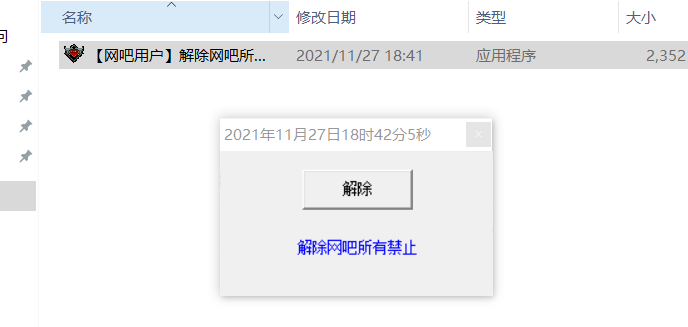 名称 修改日期 类型 大小
问
【网吧用户】解除网吧所... 2021/11/27 18:41 应用程序 2,352
2021年11月27日18时42分5秒
解除
解除网吧所有禁止